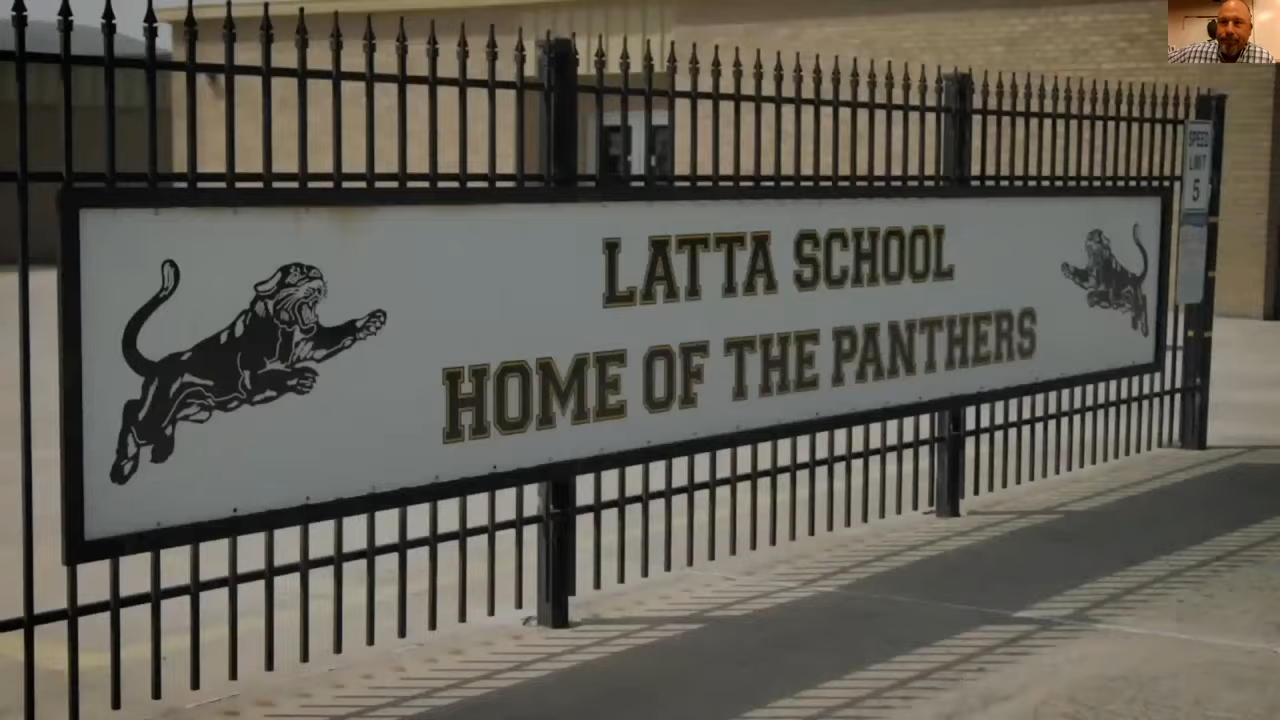 LATTA SCHOOL
HOME OF THE PANTHERS
SPEED
LIMIT
5